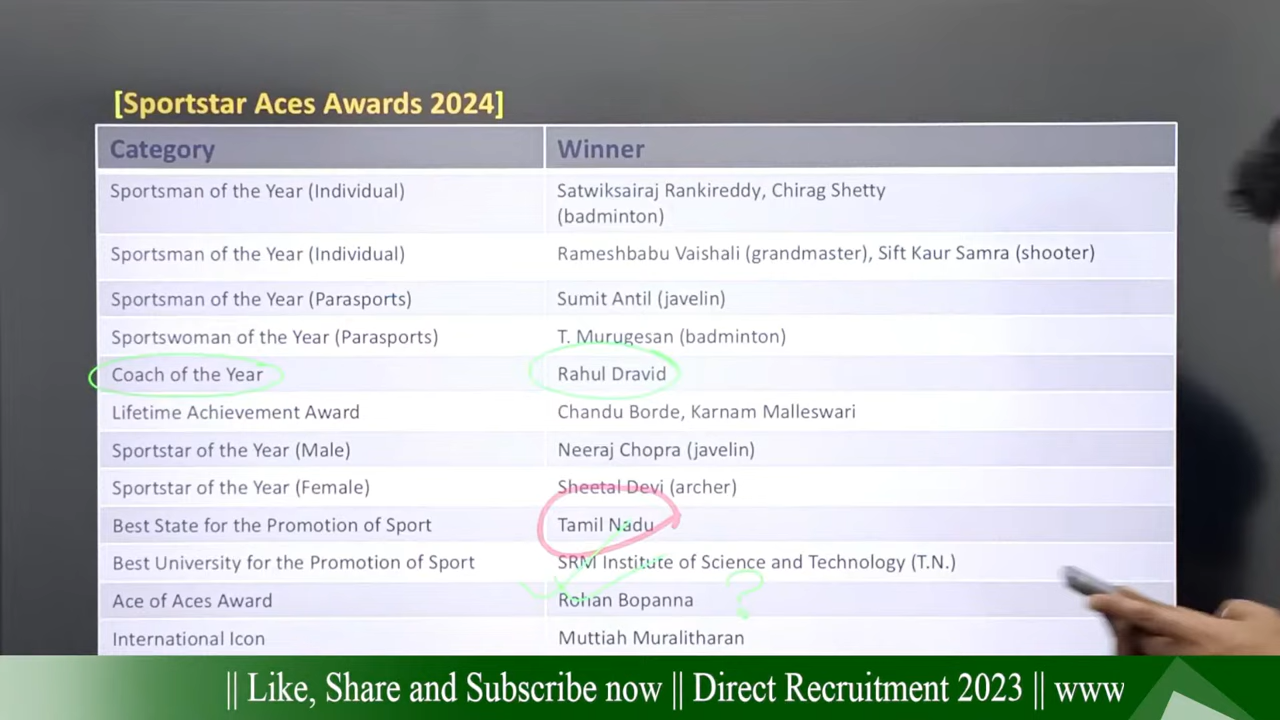 [Sportstar Aces Awards 2024]
Category Winner
Sportsman of the Year (Individual) Satwiksairaj Rankireddy, Chirag Shetty
(badminton)
Sportsman of the Year (Individual) Rameshbabu Vaishali (grandmaster), Sift Kaur Samra (shooter)
Sportsman of the Year (Parasports) Sumit Antil (javelin)
Sportswoman of the Year (Parasports) T. Murugesan (badminton)
Coach of the Year Rahul Dravid
Lifetime Achievement Award Chandu Borde, Karnam Malleswari
Sportstar of the Year (Male) Neeraj Chopra (javelin)
Sportstar of the Year (Female) Sheetal Devi (archer)
Best State for the Promotion of Sport Tamil Nadu
Best University for the Promotion of Sport SRM Institute of Science and Technology (T.N.)
Ace of Aces Award Rohan Bopanna ?
International Icon Muttiah Muralitharan
|| Like, Share and Subscribe now || Direct Recruitment 2023 || www